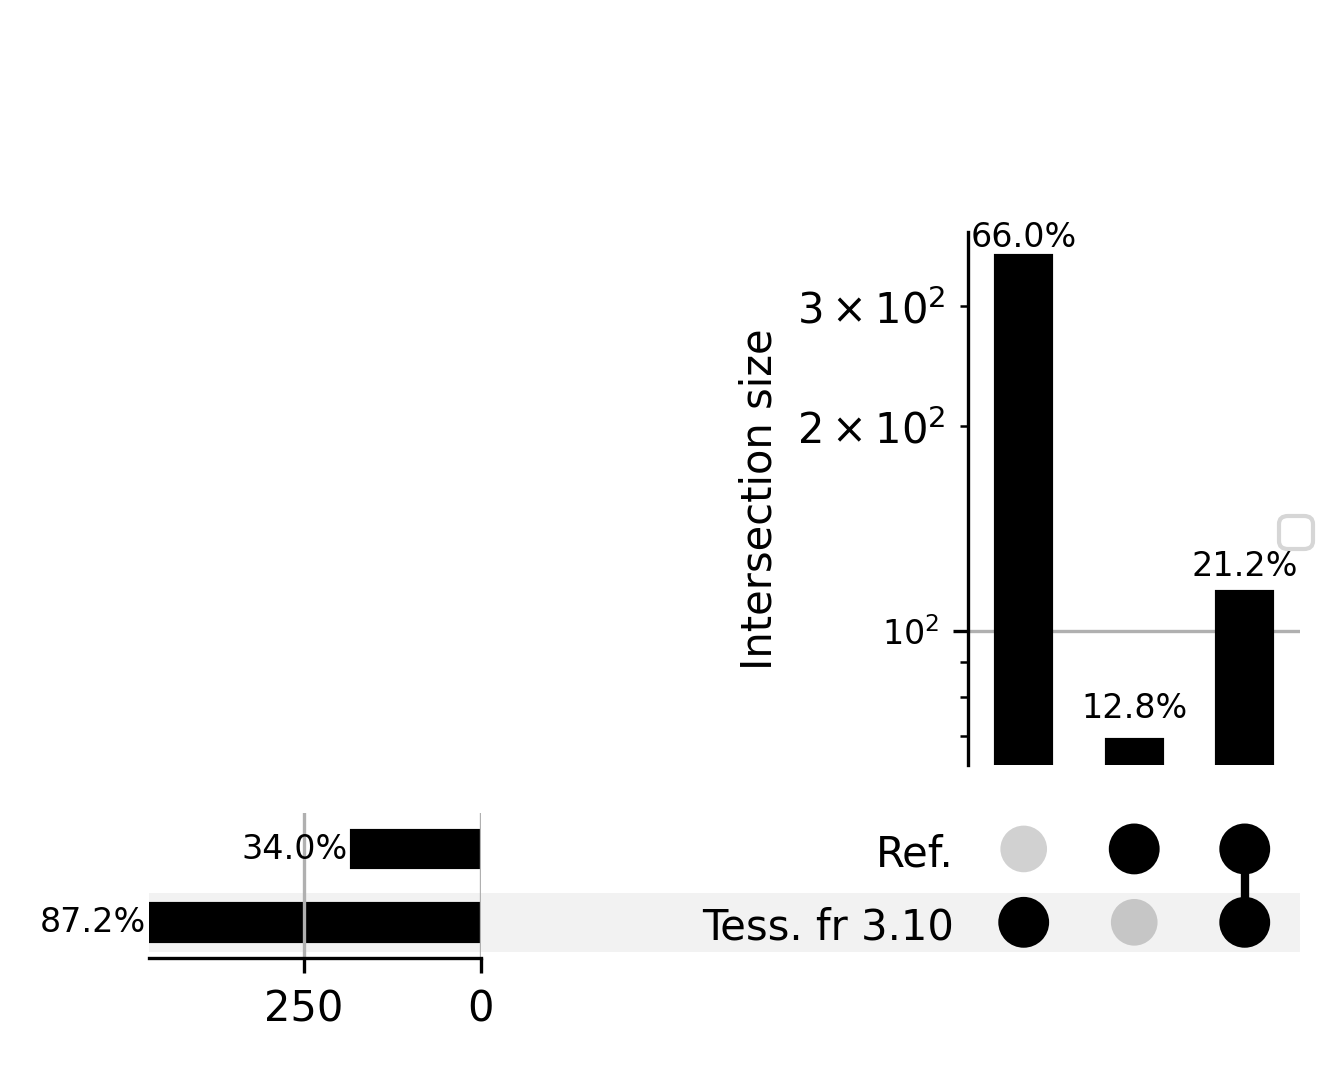 66.0%
3 × 10²
2 × 10²
Intersection size
21.2%
10²
12.8%
34.0%
Ref.
87.2%
Tess. fr 3.10
250 0